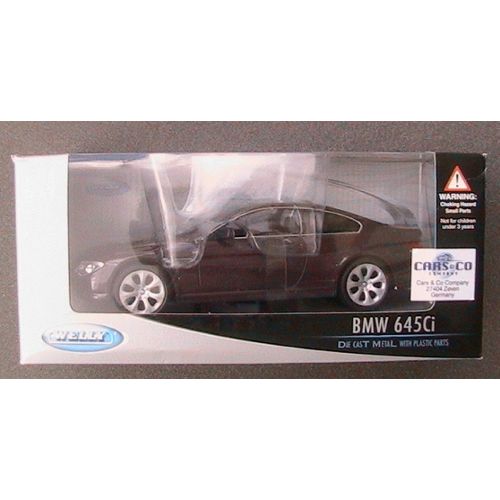 WARNING:
Choking Hazard
Small Parts
Not for children
under 3 years
CARS & CO
COMPANY
Cars & Co Company
27404 Zeven
Germany
WELLY
BMW 645Ci
DIE CAST METAL WITH PLASTIC PARTS